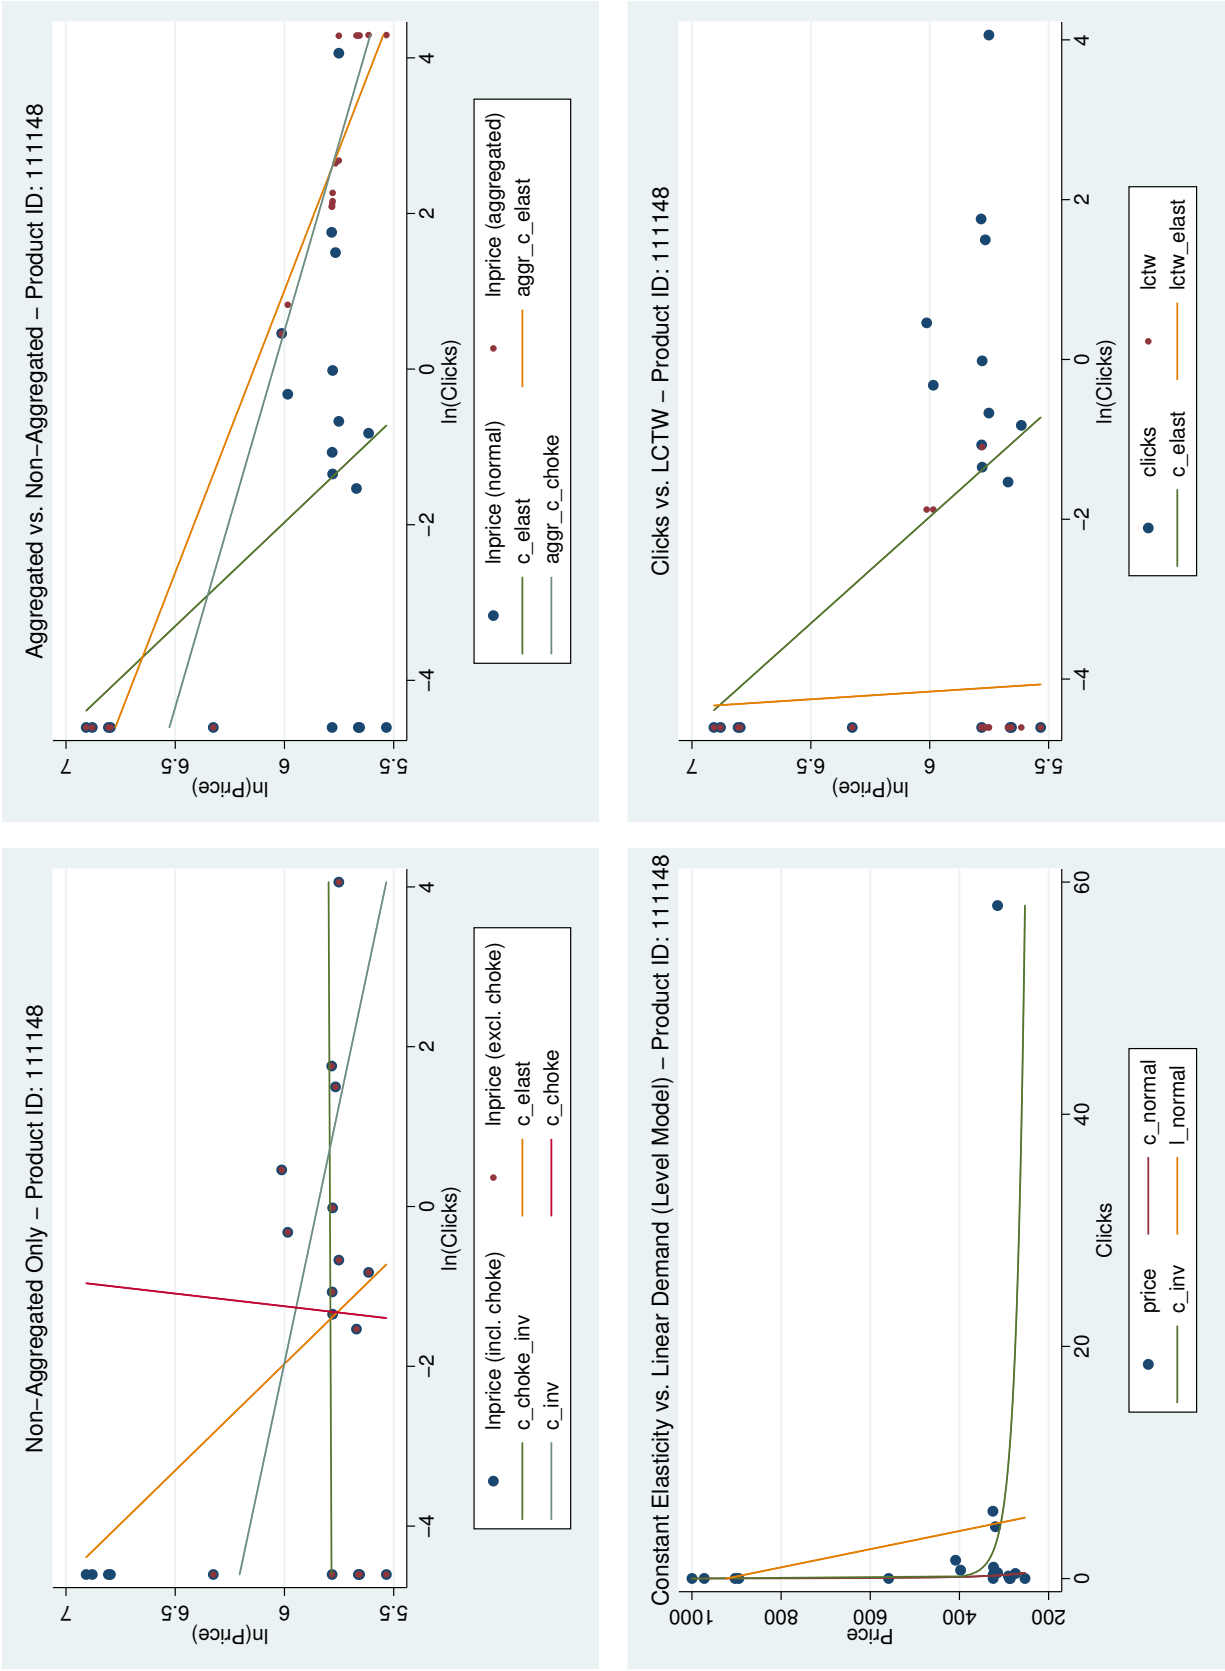 Non−Aggregated Only − Product ID: 111148
7
6.5
6
5.5
ln(Price)
−4 −2 0 2 4
ln(Clicks)
lnprice (incl. choke) lnprice (excl. choke)
c_choke_inv c_elast
c_inv c_choke
Aggregated vs. Non−Aggregated − Product ID: 111148
7
6.5
6
5.5
ln(Price)
−4 −2 0 2 4
ln(Clicks)
lnprice (normal) lnprice (aggregated)
c_elast aggr_c_elast
aggr_c_choke
Constant Elasticity vs. Linear Demand (Level Model) − Product ID: 111148
1000
800
600
400
200
Price
0 20 40 60
Clicks
price c_normal
c_inv l_normal
Clicks vs. LCTW − Product ID: 111148
7
6.5
6
5.5
ln(Price)
−4 −2 0 2 4
ln(Clicks)
clicks lctw
c_elast lctw_elast